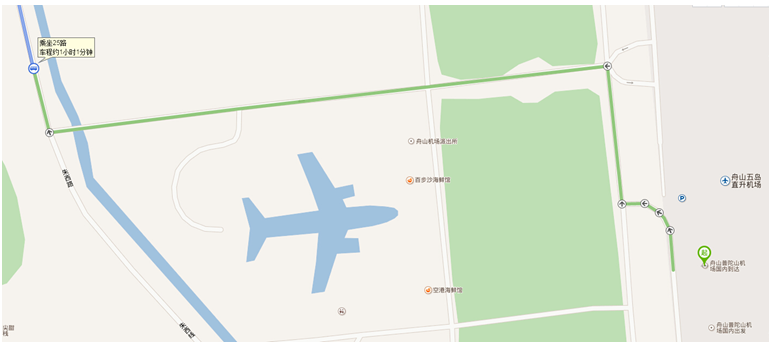 乘坐25路
车程约1小时1分钟
舟山机场派出所
百步沙海鲜馆
舟山五岛
直升机场
P
起
舟山普陀山机
场国内到达
空港海鲜馆
舟山普陀山机
场国内出发